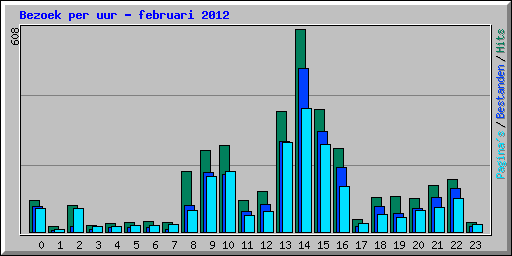 Bezoek per uur - februari 2012
608
Pagina's / Bestanden / Hits
0 1 2 3 4 5 6 7 8 9 10 11 12 13 14 15 16 17 18 19 20 21 22 23